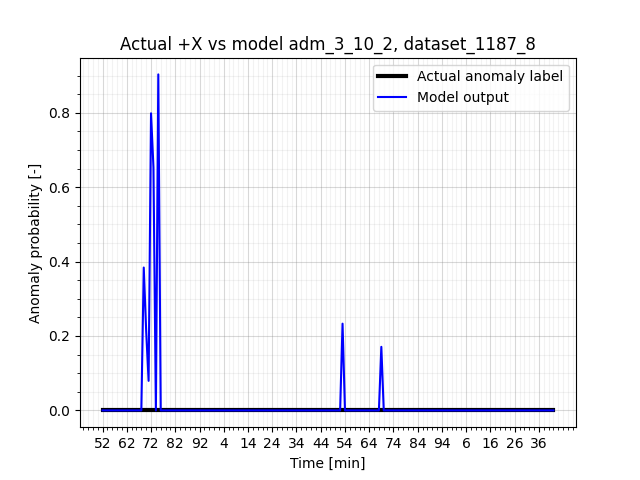 Actual +X vs model adm_3_10_2, dataset_1187_8
Actual anomaly label
Model output
Anomaly probability [-]
0.8
0.6
0.4
0.2
0.0
52 62 72 82 92 4 14 24 34 44 54 64 74 84 94 6 16 26 36
Time [min]